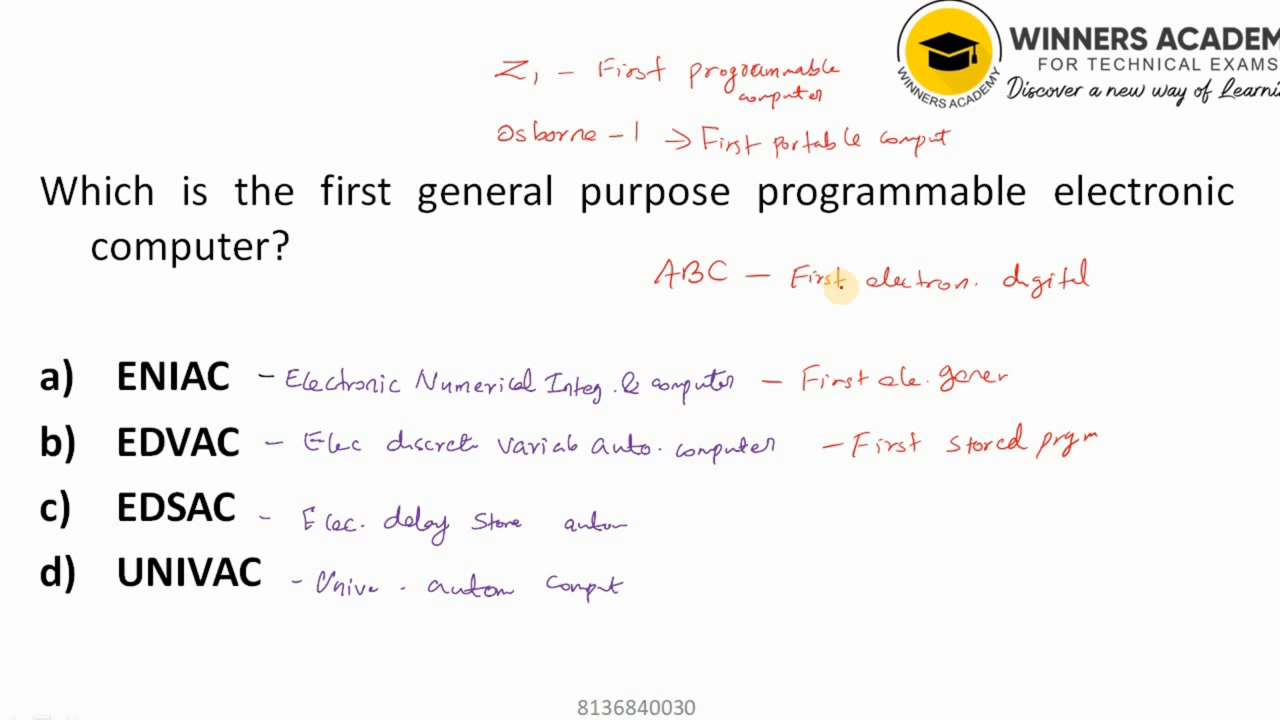 WINNERS ACADEM
FOR TECHNICAL EXAMS
Discover a new way of Learni
WINNERS ACADEMY
Z1 - First programmable
computer
Osborne - 1 → First portable comput
Which is the first general purpose programmable electronic
computer?
ABC - First electron. digital
a) ENIAC - Electronic Numerical Integ. & computer - First ele. gener
b) EDVAC - Elec discrete Variab auto. computer - First stored prgm
c) EDSAC - Elec. delay store autom
d) UNIVAC - Unive. autom comput
8136840030